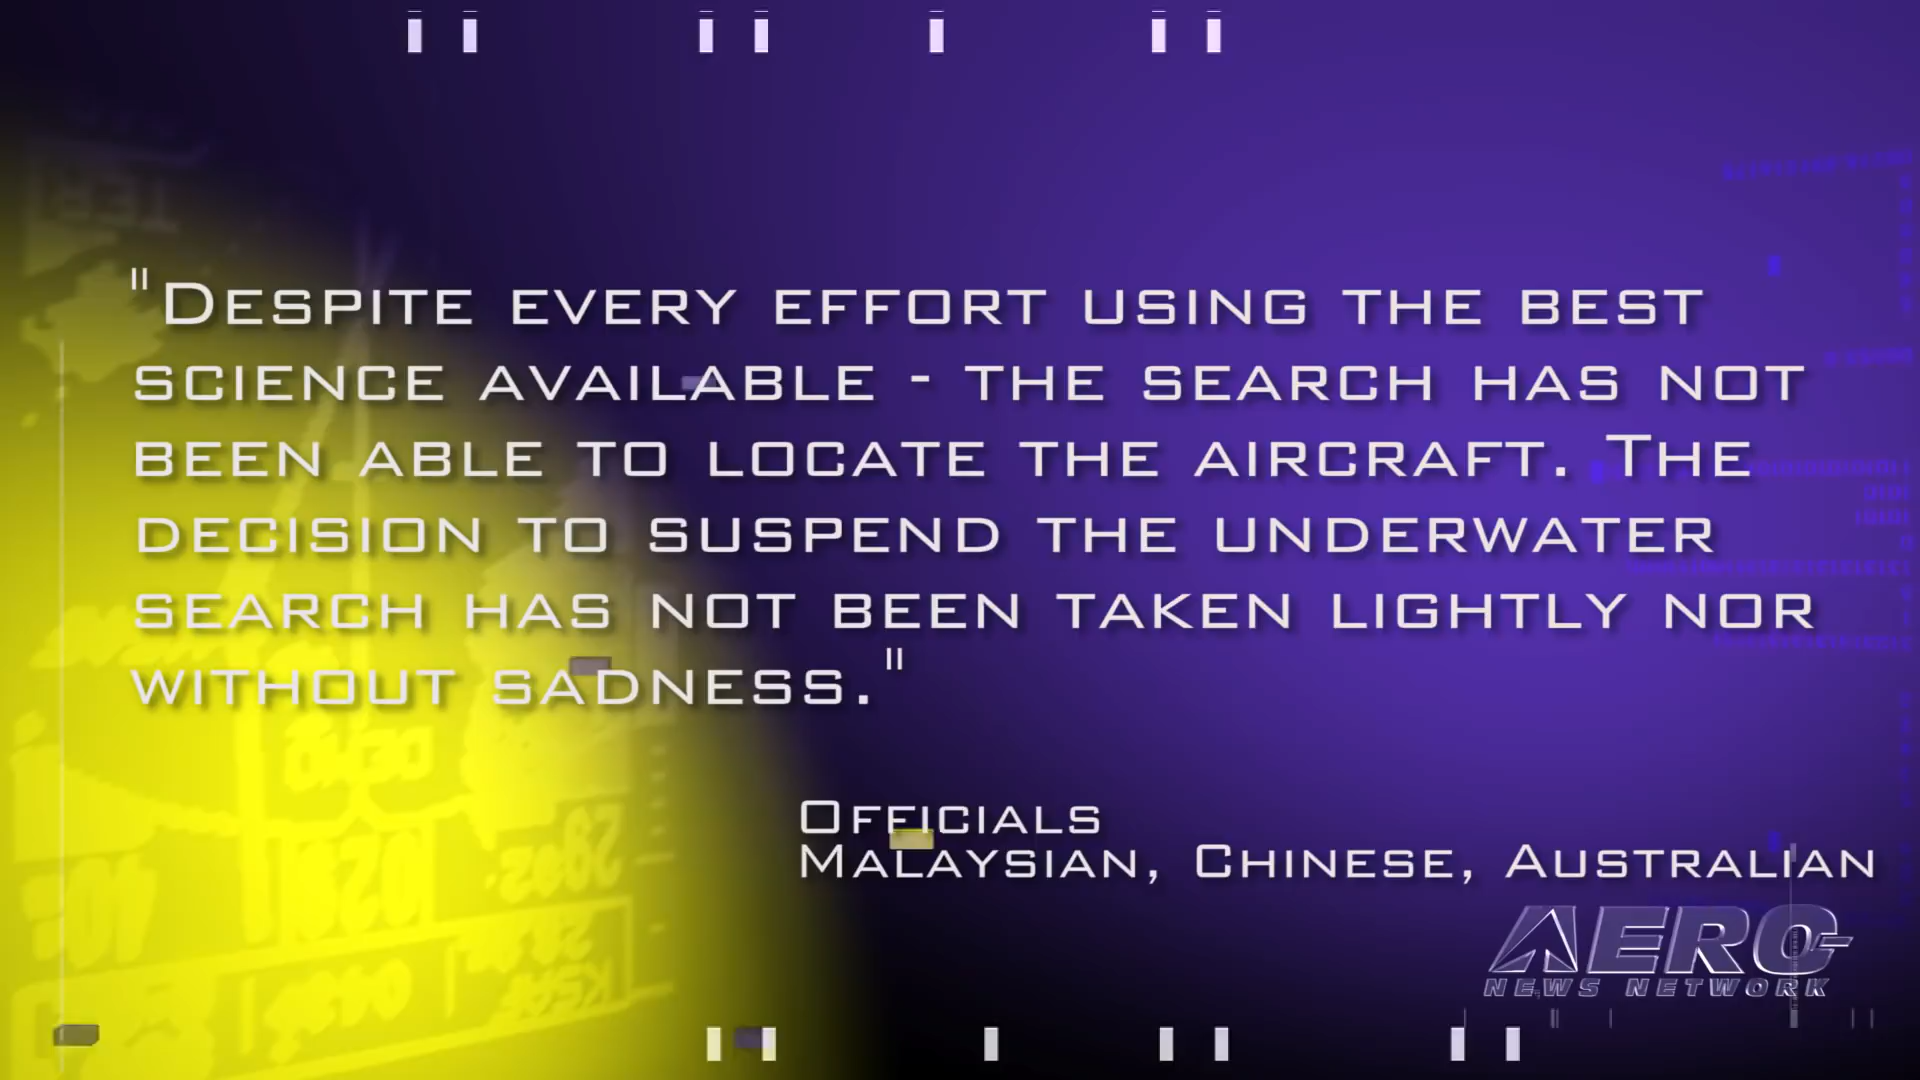 "Despite every effort using the best
science available - the search has not
been able to locate the aircraft. The
decision to suspend the underwater
search has not been taken lightly nor
without sadness."
Officials
Malaysian, Chinese, Australian
AERO-
NEWS NETWORK